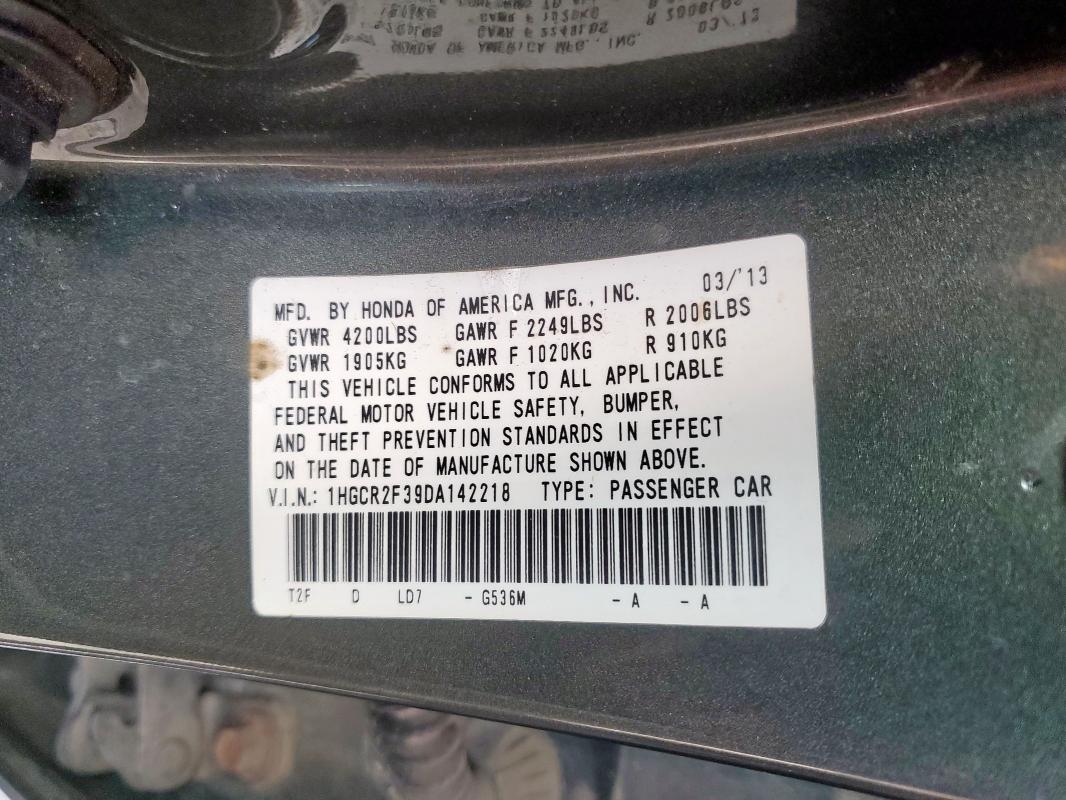 MFD. BY HONDA OF AMERICA MFG., INC. 03/'13
GVWR 4200LBS GAWR F 2249LBS R 2006LBS
GVWR 1905KG GAWR F 1020KG R 910KG
THIS VEHICLE CONFORMS TO ALL APPLICABLE
FEDERAL MOTOR VEHICLE SAFETY, BUMPER,
AND THEFT PREVENTION STANDARDS IN EFFECT
ON THE DATE OF MANUFACTURE SHOWN ABOVE.
V.I.N.: 1HGCR2F39DA142218 TYPE: PASSENGER CAR
T2F D LD7 - G536M - A - A